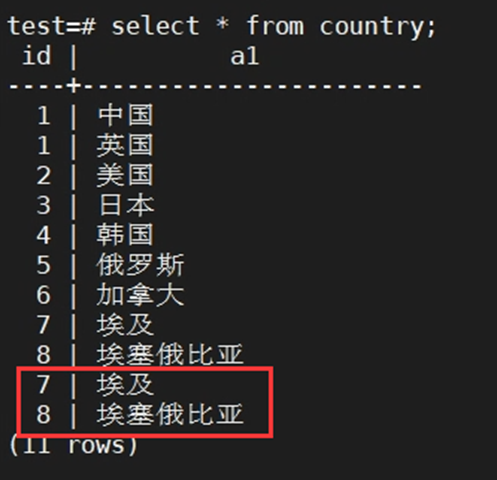 test=# select * from country;
 id |          a1
----+-----------------------
  1 | 中国
  1 | 英国
  2 | 美国
  3 | 日本
  4 | 韩国
  5 | 俄罗斯
  6 | 加拿大
  7 | 埃及
  8 | 埃塞俄比亚
  7 | 埃及
  8 | 埃塞俄比亚
(11 rows)